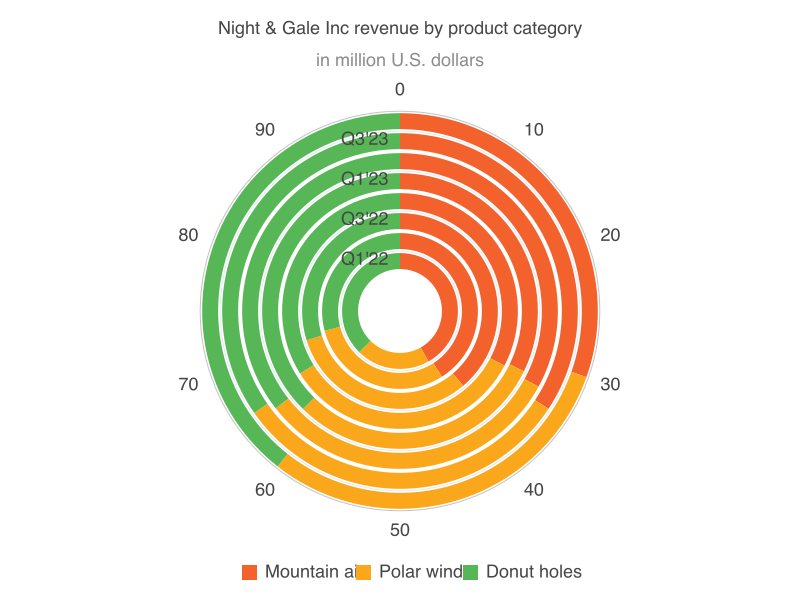 Night & Gale Inc revenue by product category
in million U.S. dollars
0
90
10
Q3'23
Q1'23
80
Q3'22
20
Q1'22
70
30
60
40
50
Mountain ai Polar wind Donut holes